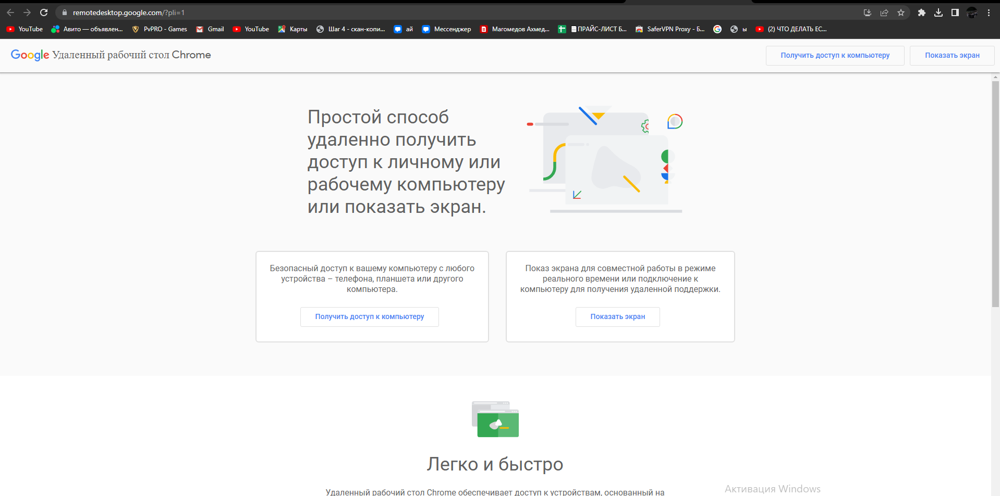 remotedesktop.google.com/?pli=1
YouTube
Авито — объявлен...
PvPRO - Games
Gmail
YouTube
Карты
Шаг 4 - скан-копи...
ай
Мессенджер
Магомедов Ахмед...
ПРАЙС-ЛИСТ Б...
SaferVPN Proxy - Б...
ы
(2) ЧТО ДЕЛАТЬ ЕС...
Google Удаленный рабочий стол Chrome
Получить доступ к компьютеру
Показать экран
Простой способ
удаленно получить
доступ к личному или
рабочему компьютеру
или показать экран.
Безопасный доступ к вашему компьютеру с любого
устройства – телефона, планшета или другого
компьютера.
Получить доступ к компьютеру
Показ экрана для совместной работы в режиме
реального времени или подключение к
компьютеру для получения удаленной поддержки.
Показать экран
Легко и быстро
Удаленный рабочий стол Chrome обеспечивает доступ к устройствам, основанный на
Активация Windows